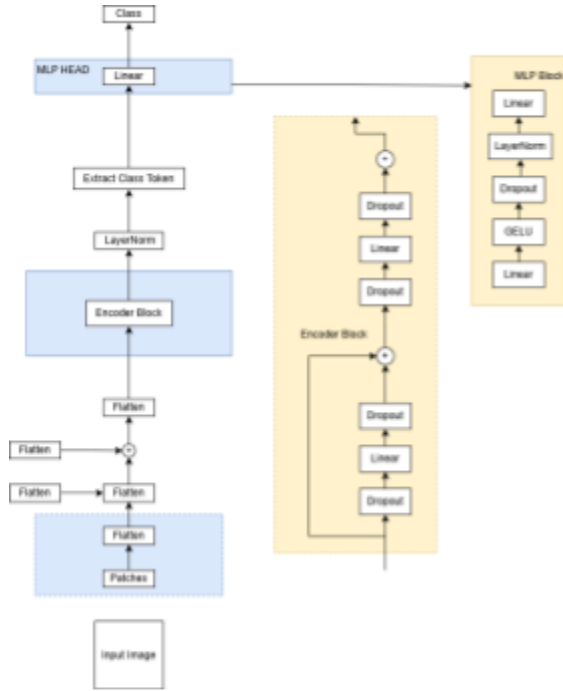 Class
MLP HEAD
Linear
Extract Class Token
LayerNorm
Encoder Block
Flatten
Flatten
Flatten
Flatten
Flatten
Patches
Input Image
Dropout
Linear
Dropout
Encoder Block
Dropout
Linear
Dropout
MLP Block
Linear
LayerNorm
Dropout
GELU
Linear